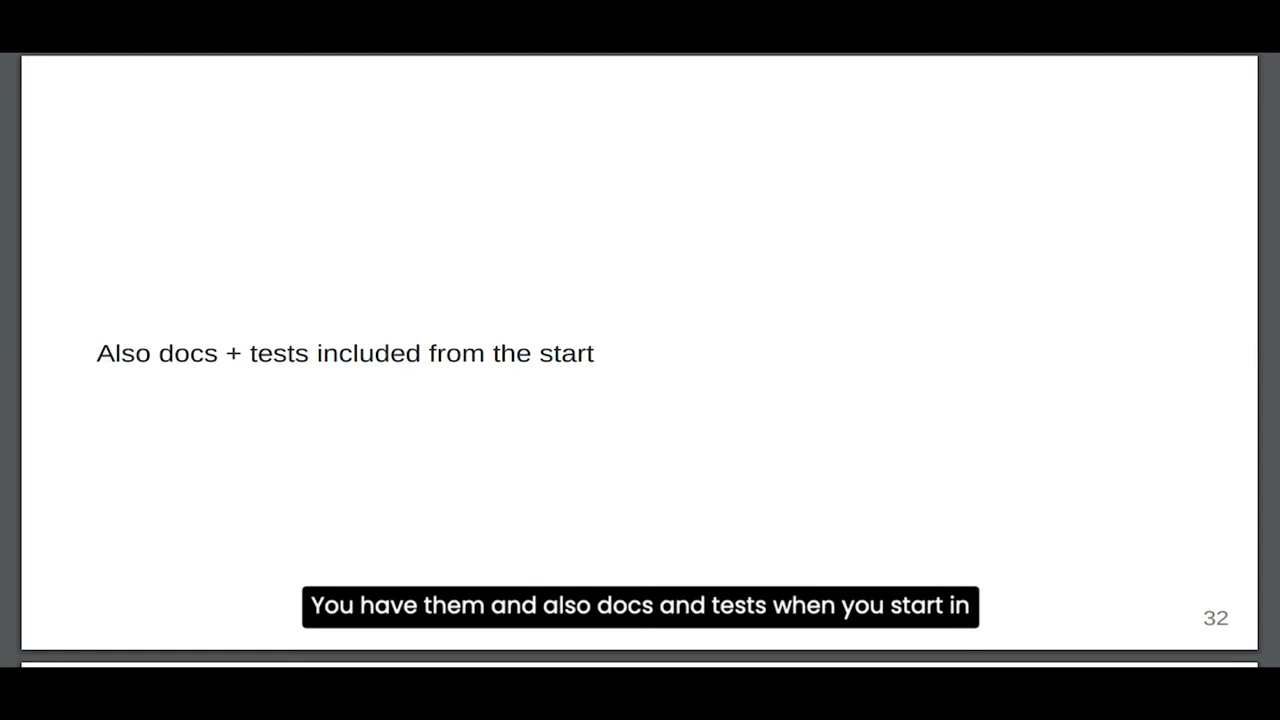 Also docs + tests included from the start
You have them and also docs and tests when you start in
32